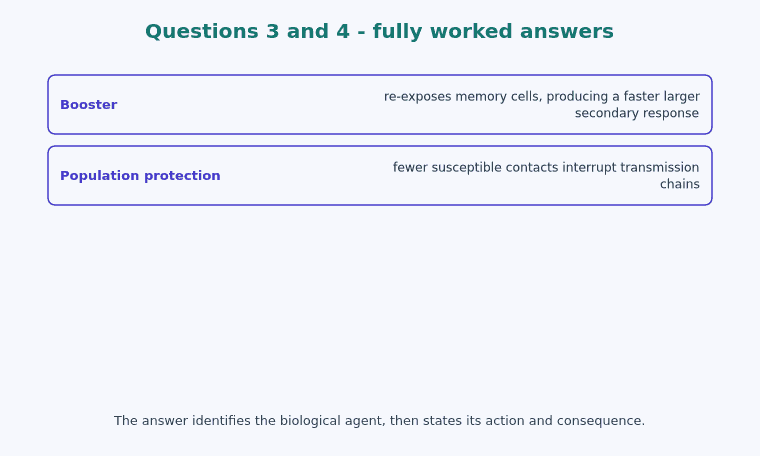 Questions 3 and 4 - fully worked answers
Booster
re-exposes memory cells, producing a faster larger
secondary response
Population protection
fewer susceptible contacts interrupt transmission
chains
The answer identifies the biological agent, then states its action and consequence.